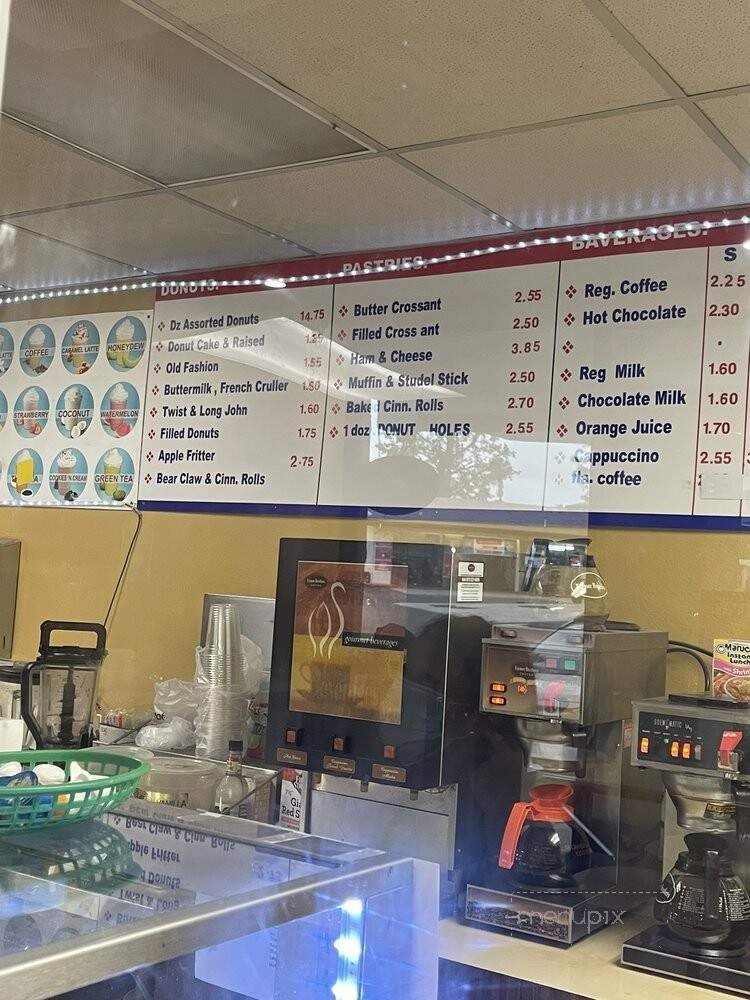 DONUTS:
Dz Assorted Donuts 14.75
Donut Cake & Raised
Old Fashion 1.55
Buttermilk , French Cruller 1.60
Twist & Long John 1.60
Filled Donuts 1.75
Apple Fritter 2.75
Bear Claw & Cinn. Rolls
PASTRIES:
Butter Crossant 2.55
Filled Cross ant 2.50
Ham & Cheese 3.85
Muffin & Studel Stick 2.50
Baked Cinn. Rolls 2.70
1 doz. DONUT HOLES 2.55
BAVERAGES:
S
Reg. Coffee 2.25
Hot Chocolate 2.30
Reg Milk 1.60
Chocolate Milk 1.60
Orange Juice 1.70
Cappuccino 2.55
fla. coffee
COFFEE
CARAMEL LATTE
HONEYDEW
STRAWBERRY
COCONUT
WATERMELON
COOKIES 'N CREAM
GREEN TEA
gourmet beverages
Maruchan
Instant
Lunch
menupix